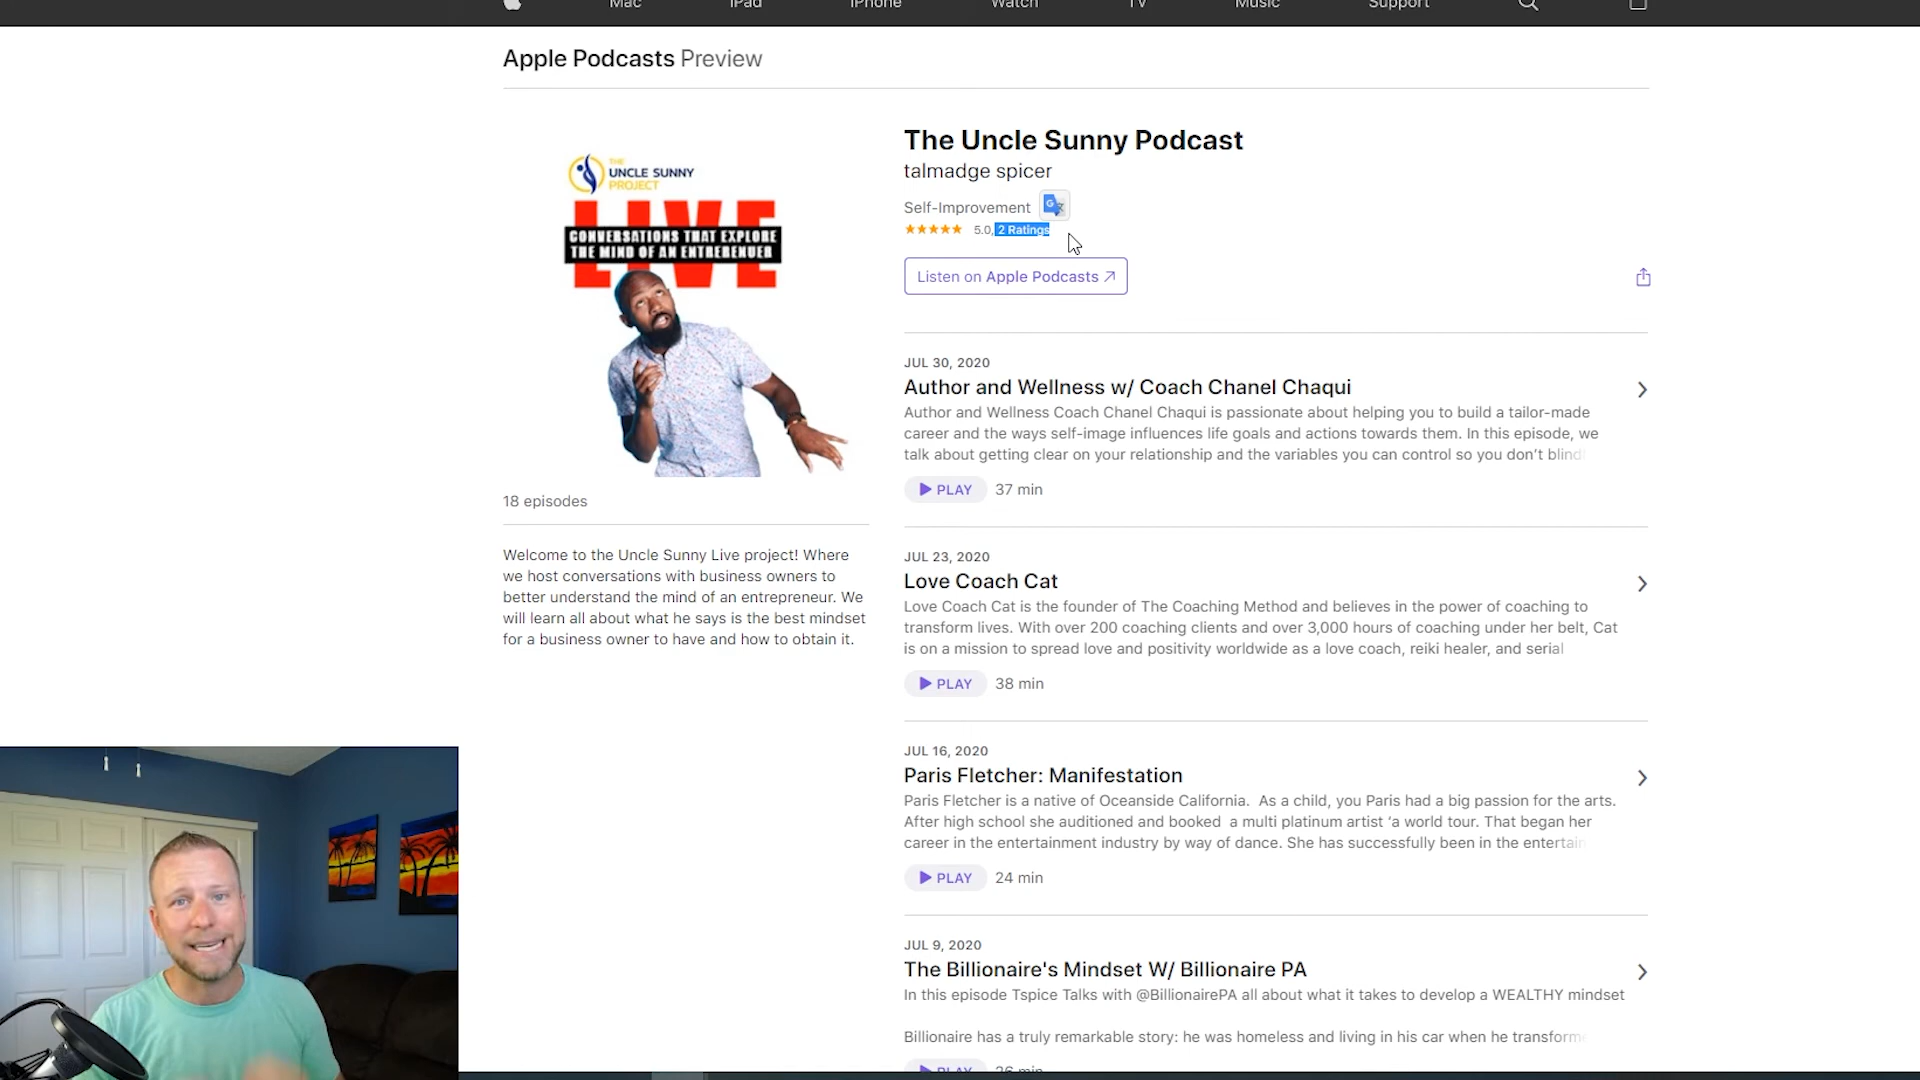 Mac iPad iPhone Watch TV Music Support
Apple Podcasts Preview
The Uncle Sunny Podcast
talmadge spicer
Self-Improvement
5.0, 2 Ratings
Listen on Apple Podcasts
THE
UNCLE SUNNY
PROJECT
LIVE
CONVERSATIONS THAT EXPLORE
THE MIND OF AN ENTREBENUER
18 episodes
Welcome to the Uncle Sunny Live project! Where
we host conversations with business owners to
better understand the mind of an entrepreneur. We
will learn all about what he says is the best mindset
for a business owner to have and how to obtain it.
JUL 30, 2020
Author and Wellness w/ Coach Chanel Chaqui
Author and Wellness Coach Chanel Chaqui is passionate about helping you to build a tailor-made
career and the ways self-image influences life goals and actions towards them. In this episode, we
talk about getting clear on your relationship and the variables you can control so you don't blindl
PLAY 37 min
JUL 23, 2020
Love Coach Cat
Love Coach Cat is the founder of The Coaching Method and believes in the power of coaching to
transform lives. With over 200 coaching clients and over 3,000 hours of coaching under her belt, Cat
is on a mission to spread love and positivity worldwide as a love coach, reiki healer, and serial
PLAY 38 min
JUL 16, 2020
Paris Fletcher: Manifestation
Paris Fletcher is a native of Oceanside California. As a child, you Paris had a big passion for the arts.
After high school she auditioned and booked a multi platinum artist 'a world tour. That began her
career in the entertainment industry by way of dance. She has successfully been in the entertain
PLAY 24 min
JUL 9, 2020
The Billionaire's Mindset W/ Billionaire PA
In this episode Tspice Talks with @BillionairePA all about what it takes to develop a WEALTHY mindset
Billionaire has a truly remarkable story: he was homeless and living in his car when he transforme
PLAY 26 min